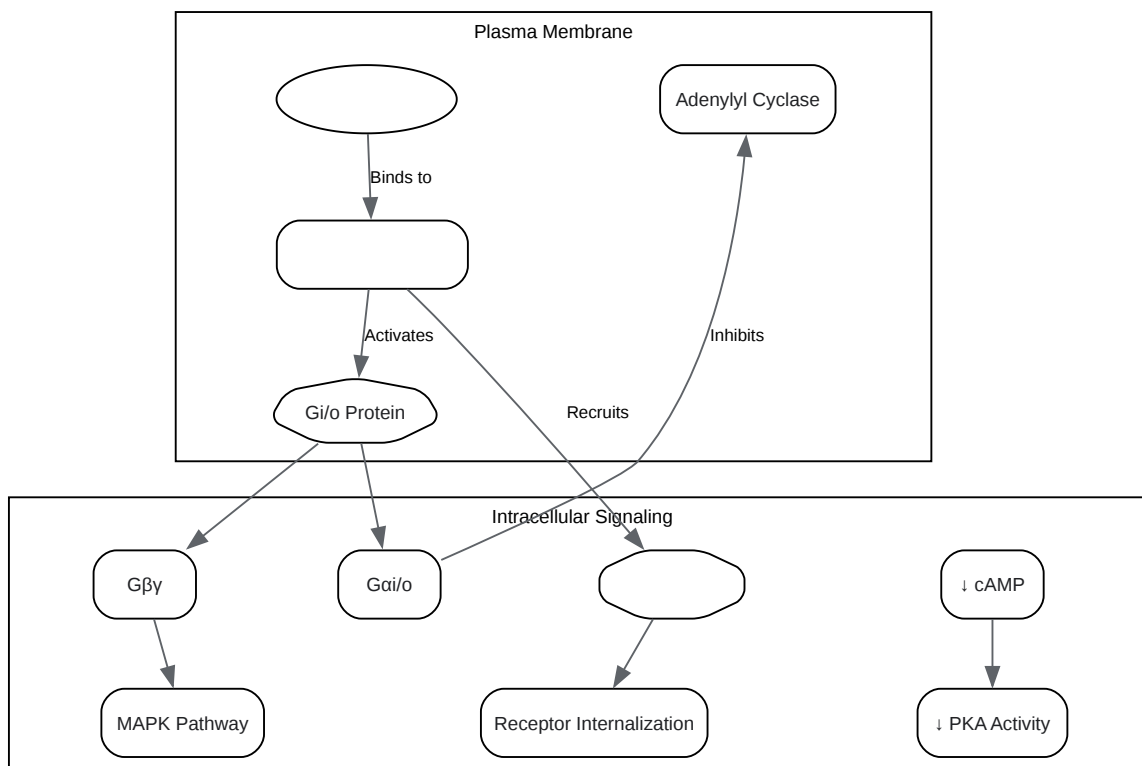 Plasma Membrane
Adenylyl Cyclase
Binds to
Activates
Inhibits
Gi/o Protein
Recruits
Intracellular Signaling
Gβγ
Gαi/o
↓ cAMP
MAPK Pathway
Receptor Internalization
↓ PKA Activity